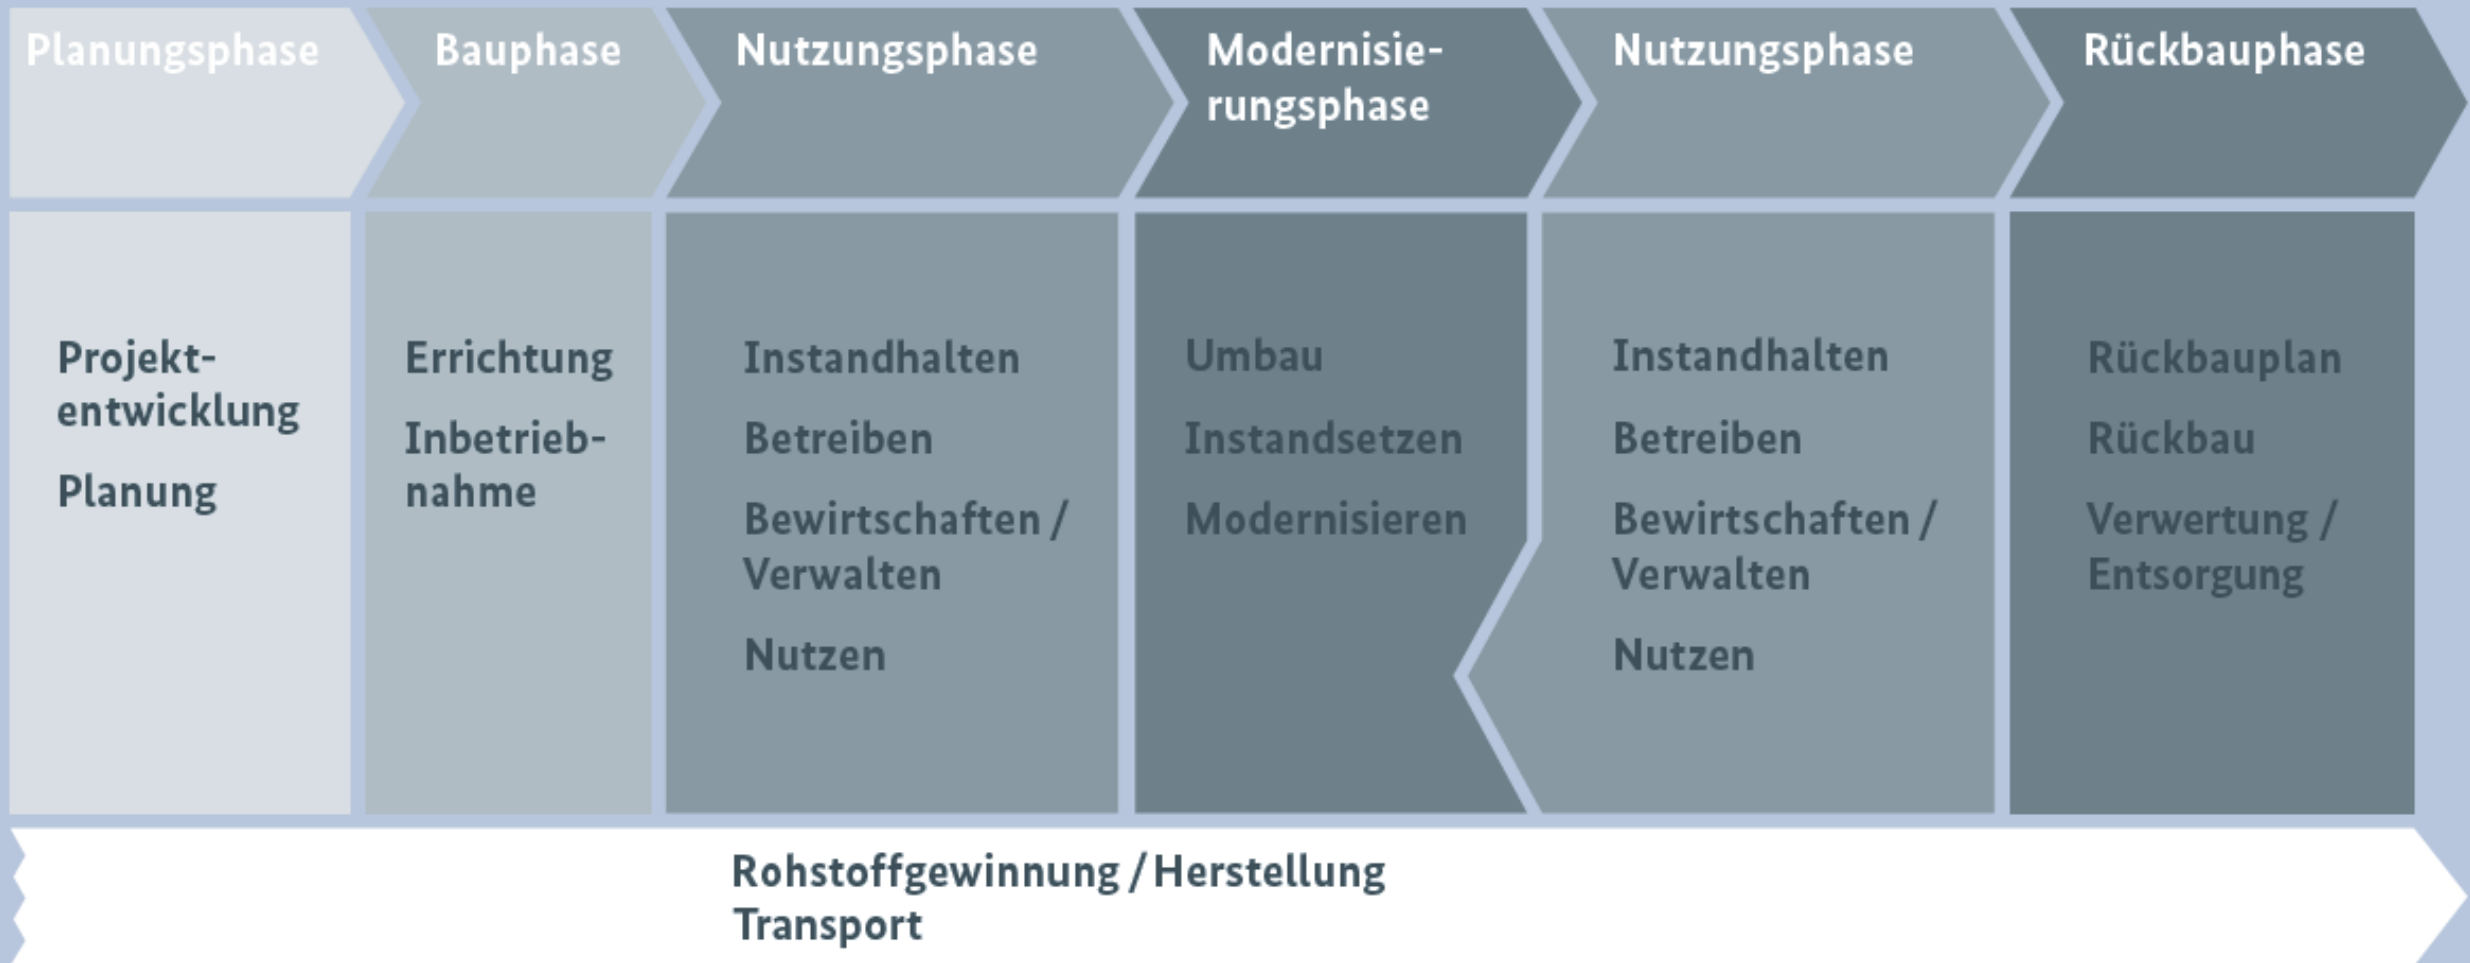 Planungsphase
Bauphase
Nutzungsphase
Modernisie-
rungsphase
Nutzungsphase
Rückbauphase
Projekt-
entwicklung
Planung
Errichtung
Inbetrieb-
nahme
Instandhalten
Betreiben
Bewirtschaften /
Verwalten
Nutzen
Umbau
Instandsetzen
Modernisieren
Instandhalten
Betreiben
Bewirtschaften /
Verwalten
Nutzen
Rückbauplan
Rückbau
Verwertung /
Entsorgung
Rohstoffgewinnung / Herstellung
Transport